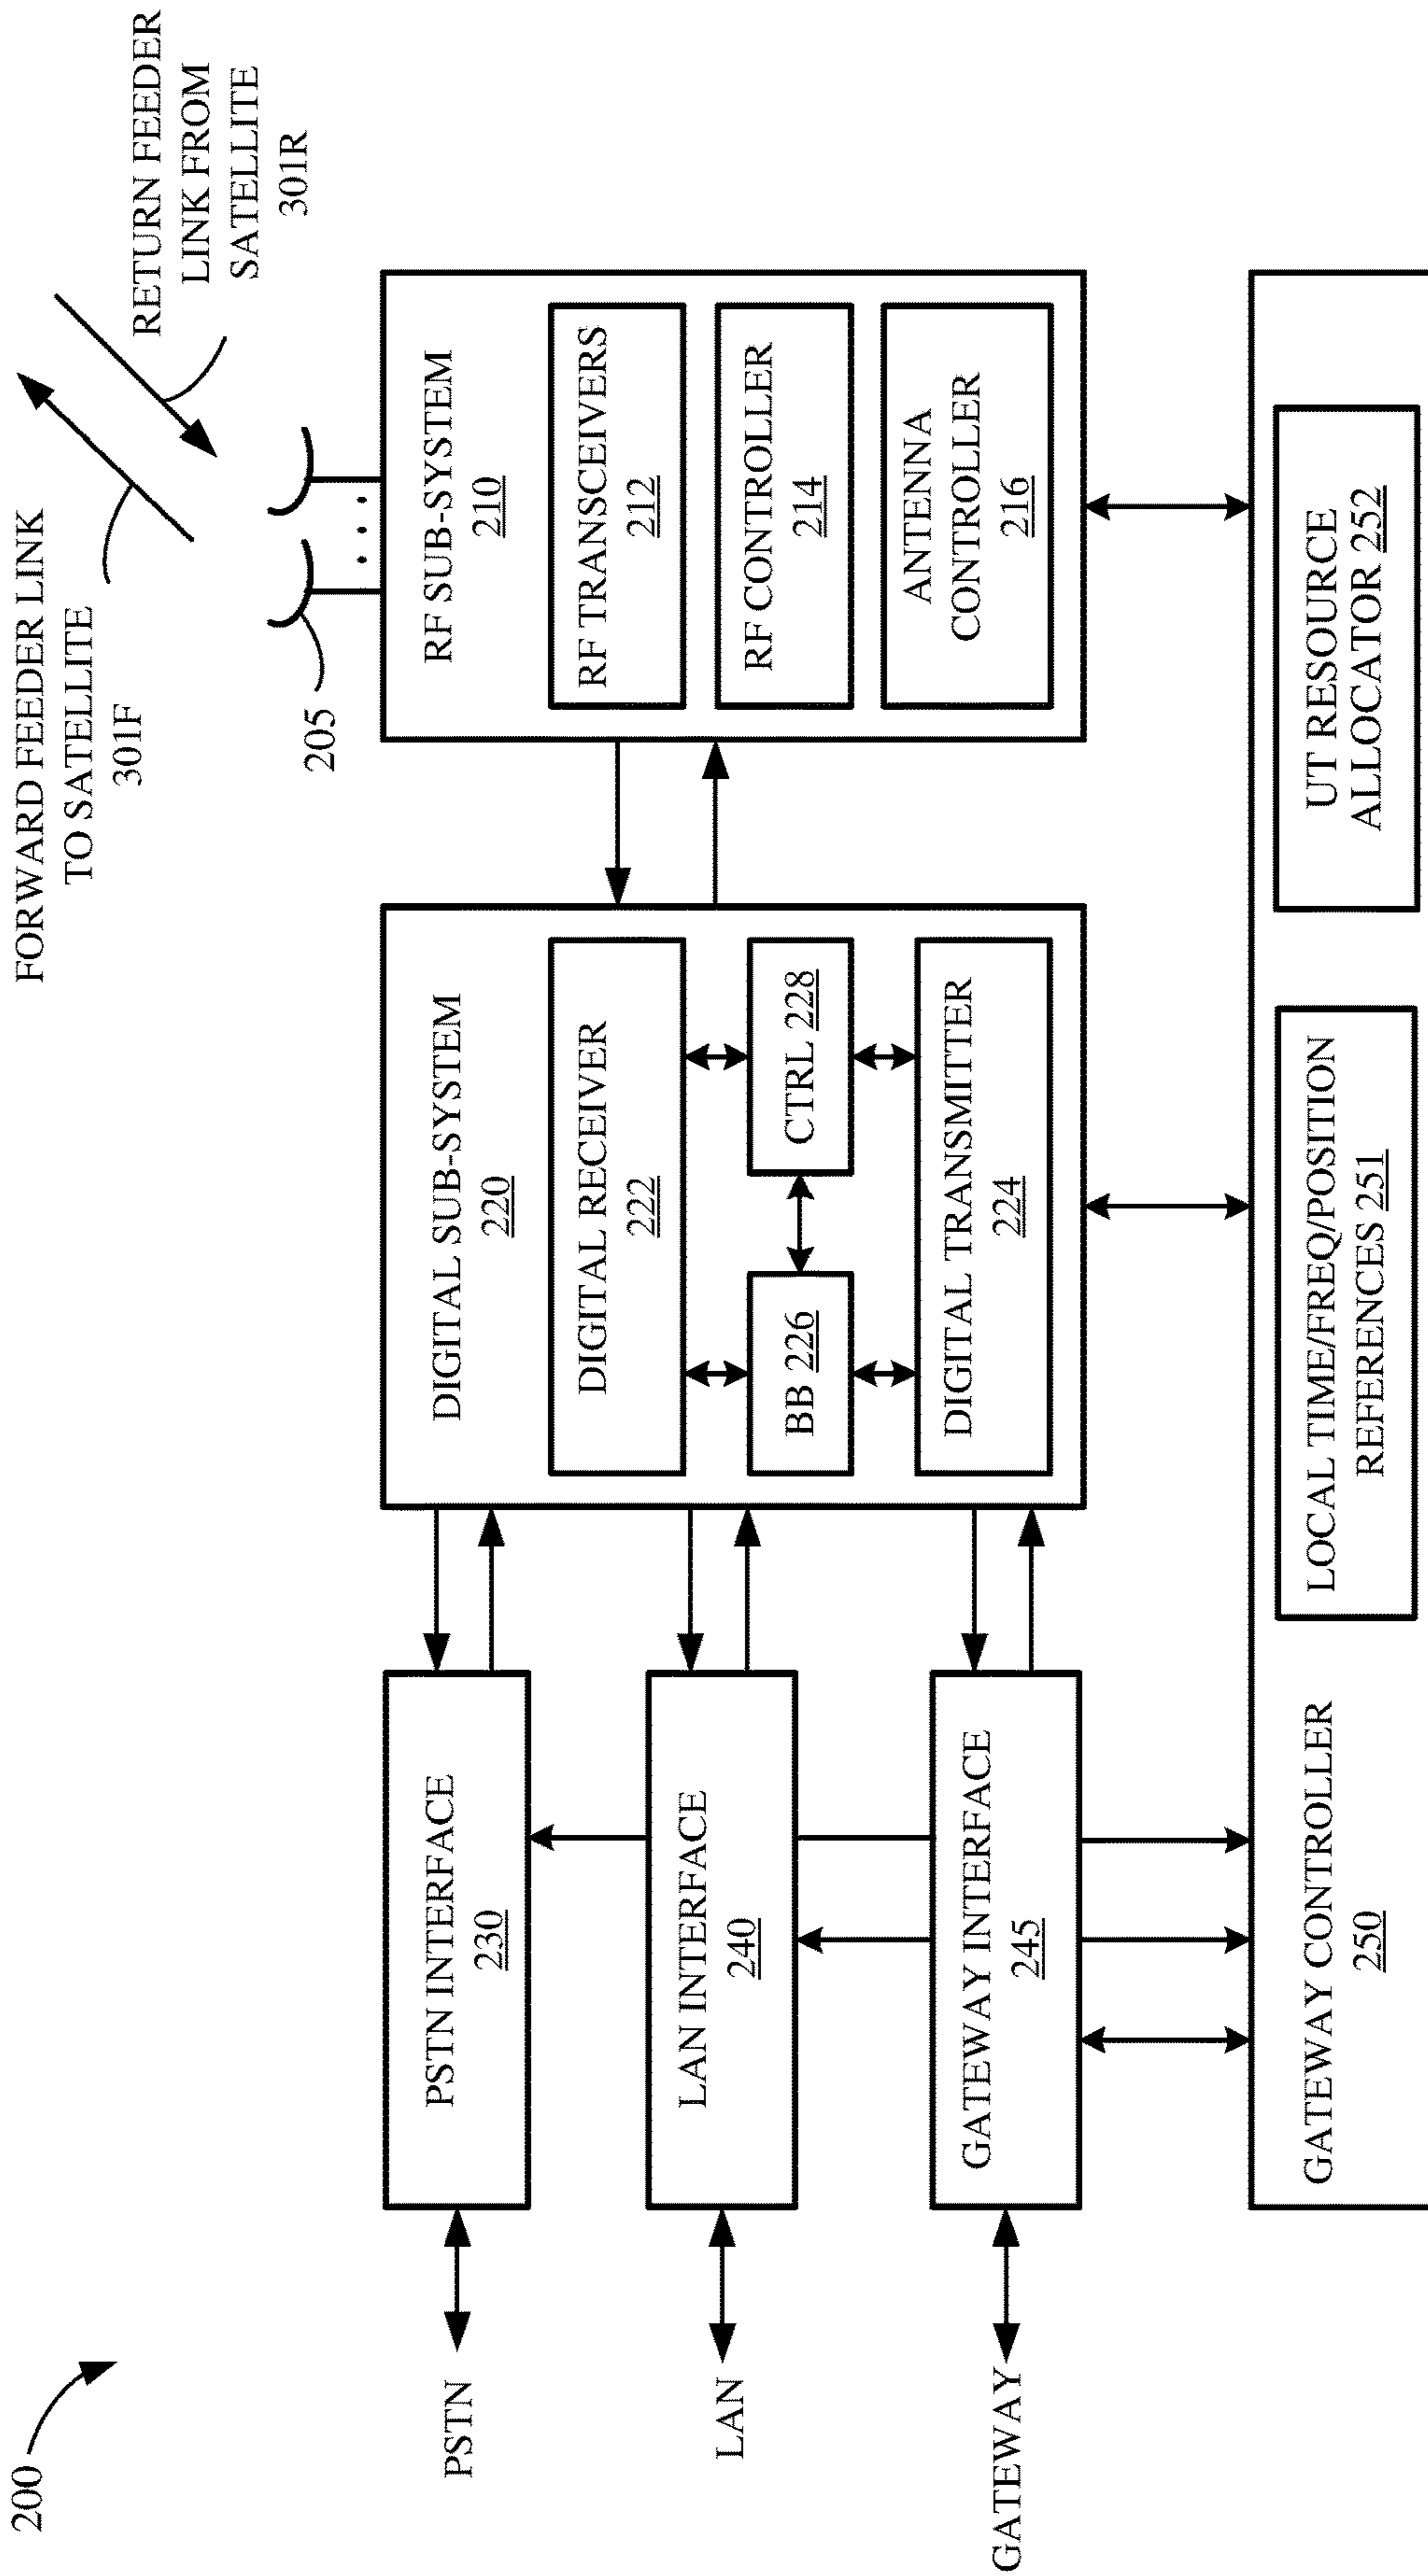 200
FORWARD FEEDER LINK
TO SATELLITE
301F
RETURN FEEDER
LINK FROM
SATELLITE
301R
205
PSTN
LAN
GATEWAY
PSTN INTERFACE
230
LAN INTERFACE
240
GATEWAY INTERFACE
245
DIGITAL SUB-SYSTEM
220
DIGITAL RECEIVER
222
BB 226
CTRL 228
DIGITAL TRANSMITTER
224
RF SUB-SYSTEM
210
RF TRANSCEIVERS
212
RF CONTROLLER
214
ANTENNA
CONTROLLER
216
GATEWAY CONTROLLER
250
LOCAL TIME/FREQ/POSITION
REFERENCES 251
UT RESOURCE
ALLOCATOR 252